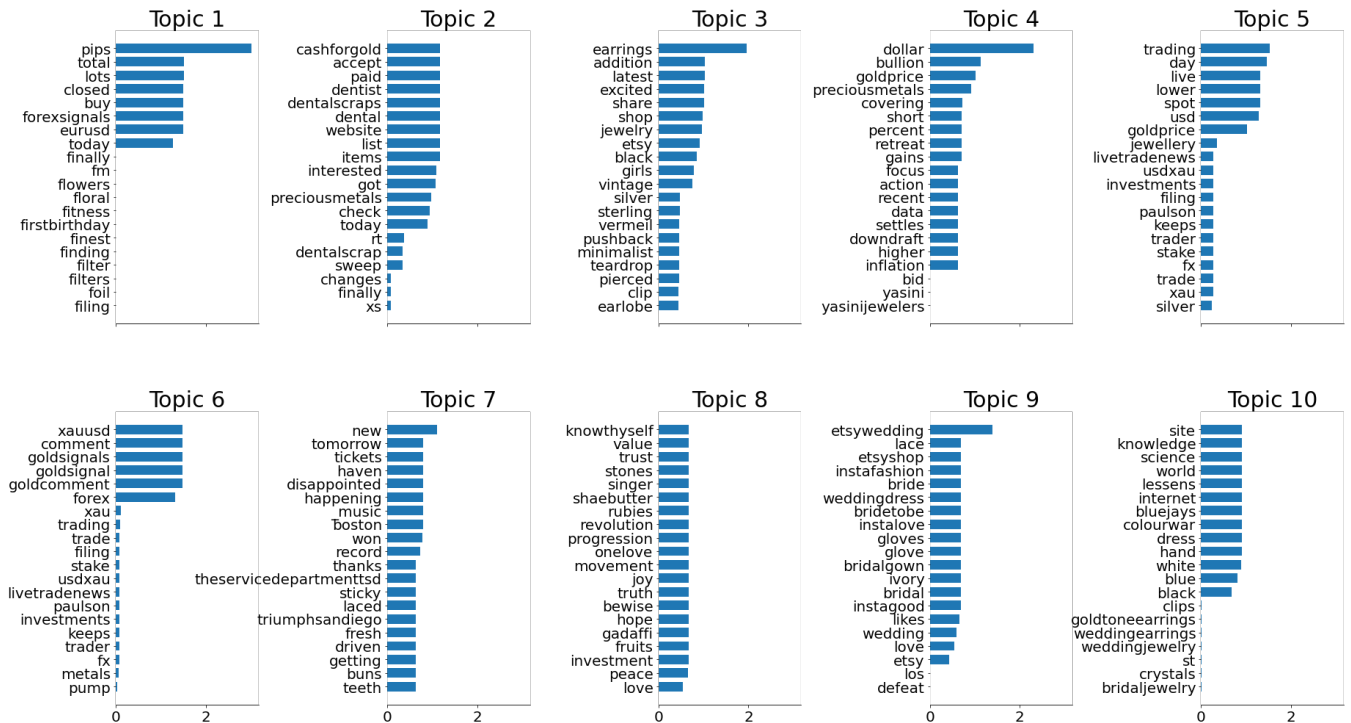 Topic 1
pips
total
lots
closed
buy
forexsignals
eurusd
today
finally
fm
flowers
floral
fitness
firstbirthday
finest
finding
filter
filters
foil
filing
0
2
Topic 2
cashforgold
accept
paid
dentist
dentalscraps
dental
website
list
items
interested
got
preciousmetals
check
today
rt
dentalscrap
sweep
changes
finally
xs
0
2
Topic 3
earrings
addition
latest
excited
share
shop
jewelry
etsy
black
girls
vintage
silver
sterling
vermeil
pushback
minimalist
teardrop
pierced
clip
earlobe
0
2
Topic 4
dollar
bullion
goldprice
preciousmetals
covering
short
percent
retreat
gains
focus
action
recent
data
settles
downdraft
higher
inflation
bid
yasini
yasinijewelers
0
2
Topic 5
trading
day
live
lower
spot
usd
goldprice
jewellery
livetradenews
usdxau
investments
filing
paulson
keeps
trader
stake
fx
trade
xau
silver
0
2
Topic 6
xauusd
comment
goldsignals
goldsignal
goldcomment
forex
xau
trading
trade
filing
stake
usdxau
livetradenews
paulson
investments
keeps
trader
fx
metals
pump
0
2
Topic 7
new
tomorrow
tickets
haven
disappointed
happening
music
boston
won
record
thanks
theservicedepartmenttsd
sticky
laced
triumphsandiego
fresh
driven
getting
buns
teeth
0
2
Topic 8
knowthyself
value
trust
stones
singer
shaebutter
rubies
revolution
progression
onelove
movement
joy
truth
bewise
hope
gadaffi
fruits
investment
peace
love
0
2
Topic 9
etsywedding
lace
etsyshop
instafashion
bride
weddingdress
bridetobe
instalove
gloves
glove
bridalgown
ivory
bridal
instagood
likes
wedding
love
etsy
los
defeat
0
2
Topic 10
site
knowledge
science
world
lessens
internet
bluejays
colourwar
dress
hand
white
blue
black
clips
goldtoneearrings
weddingearrings
weddingjewelry
st
crystals
bridaljewelry
0
2